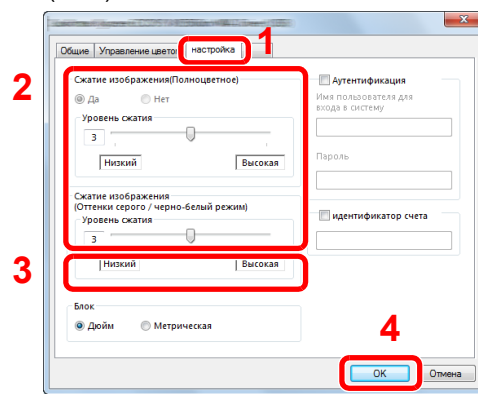 1
Общие Управление цветом настройка
2
Сжатие изображения(Полноцветное)
Да Нет
Уровень сжатия
3
Низкий Высокая
Аутентификация
Имя пользователя для
входа в систему
Пароль
Сжатие изображения
(Оттенки серого / черно-белый режим)
Уровень сжатия
3
идентификатор счета
3
Низкий Высокая
Блок
Дюйм Метрическая
4
OK Отмена